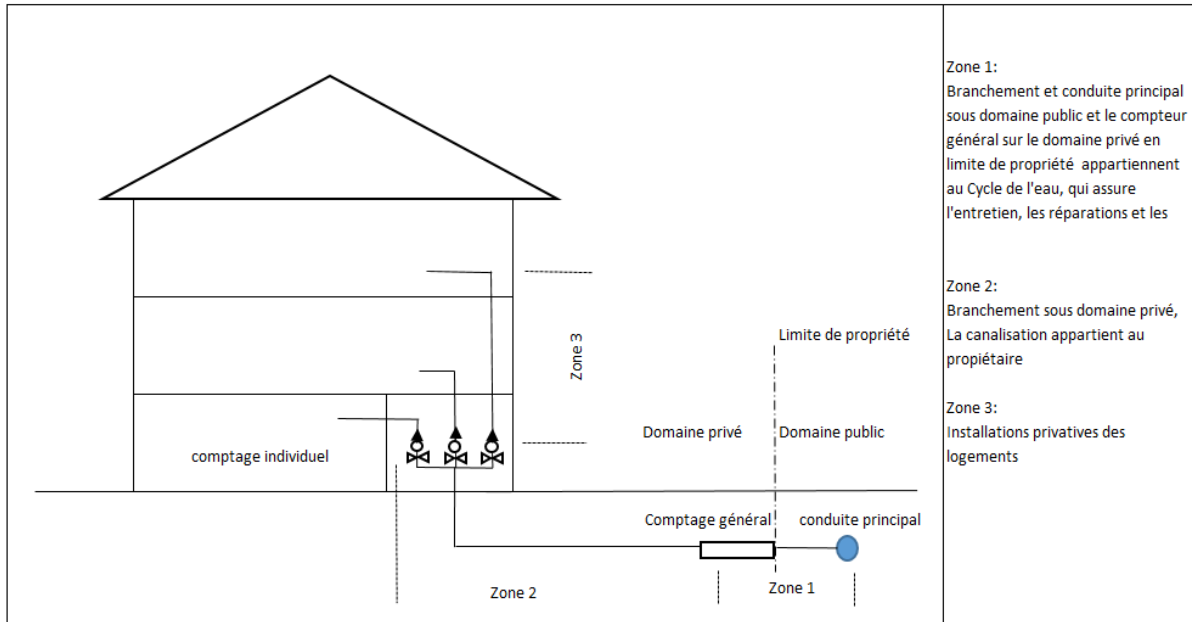 Zone 1:
Branchement et conduite principal
sous domaine public et le compteur
général sur le domaine privé en
limite de propriété appartiennent
au Cycle de l'eau, qui assure
l'entretien, les réparations et les
Zone 2:
Branchement sous domaine privé,
La canalisation appartient au
propiétaire
Zone 3:
Installations privatives des
logements
Zone 3
Limite de propriété
Domaine privé
Domaine public
comptage individuel
Comptage général
conduite principal
Zone 2
Zone 1